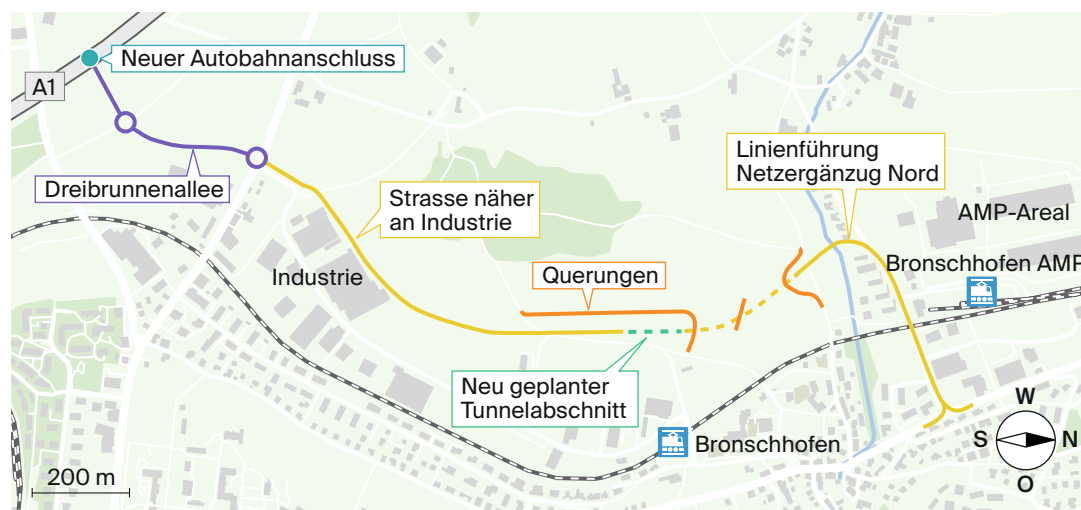 Neuer Autobahnanschluss
A1
Dreibrunnenallee
Strasse näher
an Industrie
Linienführung
Netzergänzug Nord
AMP-Areal
Bronschhofen AMP
Industrie
Querungen
Neu geplanter
Tunnelabschnitt
Bronschhofen
200 m
W
S
N
O